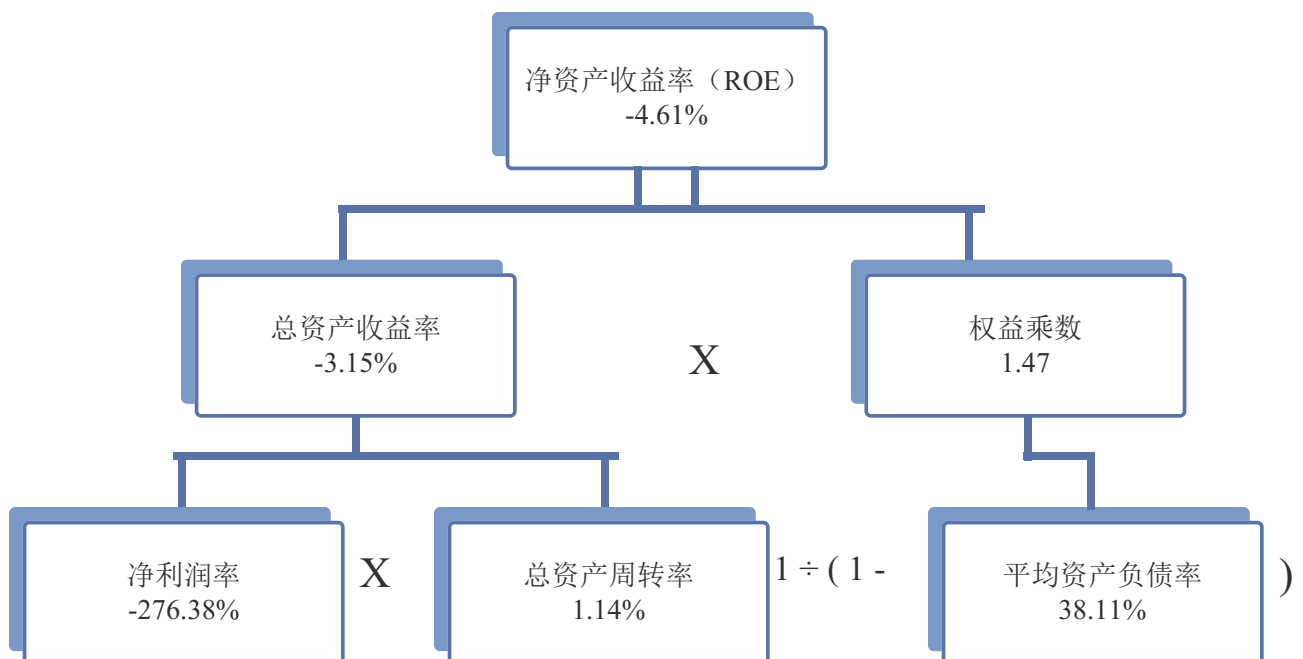 净资产收益率（ROE）
-4.61%
总资产收益率
-3.15%
X
权益乘数
1.47
净利润率
-276.38%
X
总资产周转率
1.14%
1 ÷ ( 1 -
平均资产负债率
38.11%
)